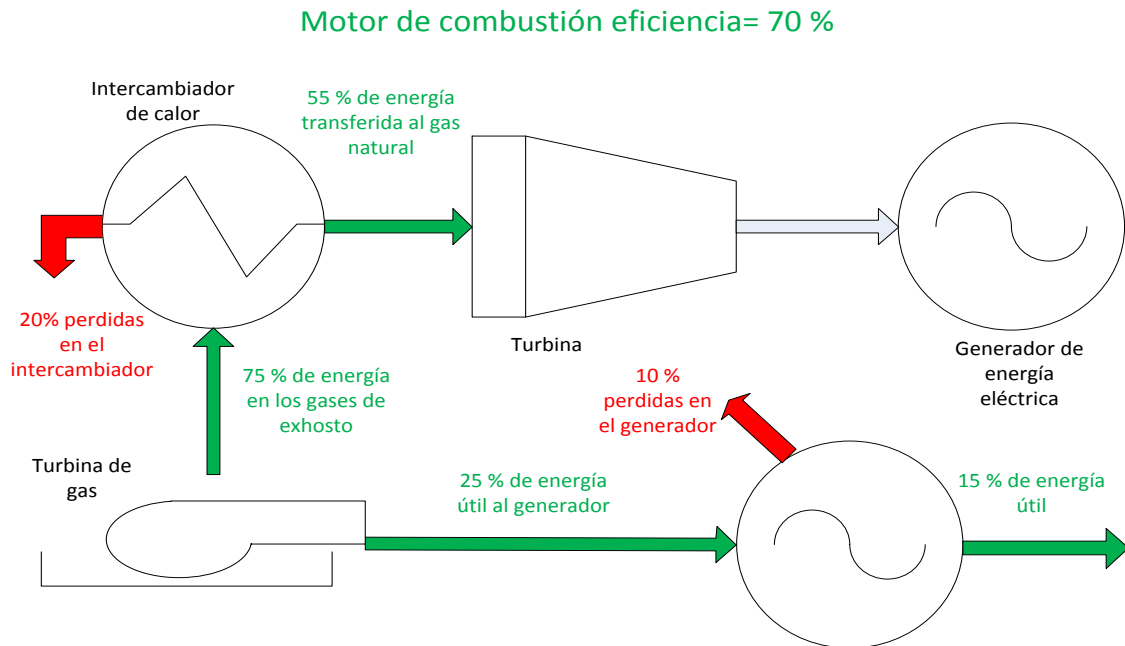 Motor de combustión eficiencia= 70 %
Intercambiador
de calor
55 % de energía
transferida al gas
natural
20% perdidas
en el
intercambiador
75 % de energía
en los gases de
exhosto
Turbina
Generador de
energía
eléctrica
10 %
perdidas en
el generador
Turbina de
gas
25 % de energía
útil al generador
15 % de energía
útil